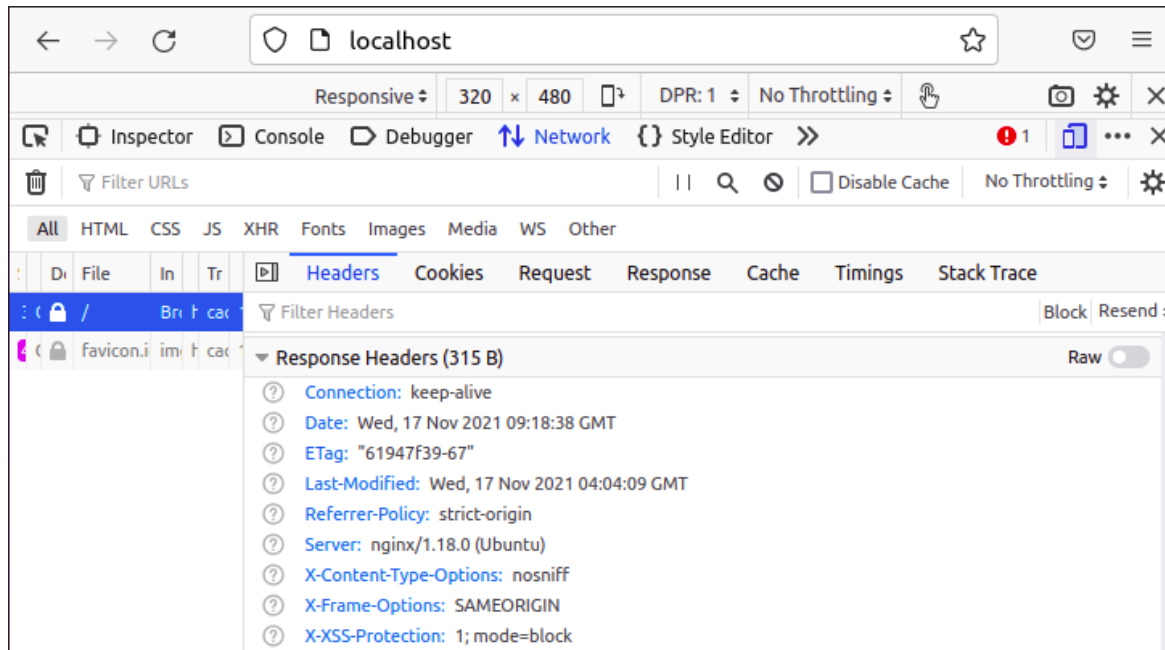 localhost
Responsive 320 × 480 DPR: 1 No Throttling
Inspector Console Debugger Network Style Editor 1
Filter URLs Disable Cache No Throttling
All HTML CSS JS XHR Fonts Images Media WS Other
File In Tr Headers Cookies Request Response Cache Timings Stack Trace
/ Filter Headers Block Resend
favicon.i
Response Headers (315 B) Raw
Connection: keep-alive
Date: Wed, 17 Nov 2021 09:18:38 GMT
ETag: "61947f39-67"
Last-Modified: Wed, 17 Nov 2021 04:04:09 GMT
Referrer-Policy: strict-origin
Server: nginx/1.18.0 (Ubuntu)
X-Content-Type-Options: nosniff
X-Frame-Options: SAMEORIGIN
X-XSS-Protection: 1; mode=block